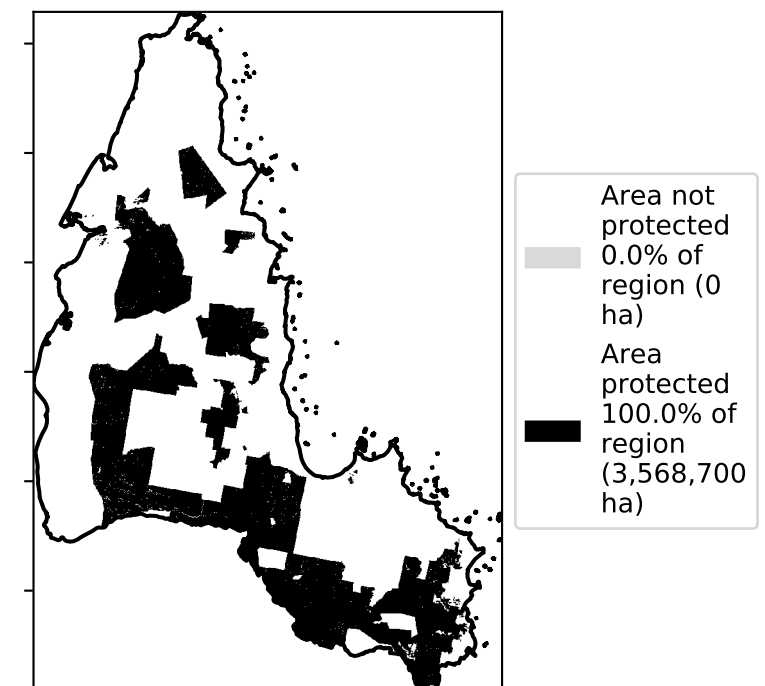 Area not
protected
0.0% of
region (0
ha)
Area
protected
100.0% of
region
(3,568,700
ha)